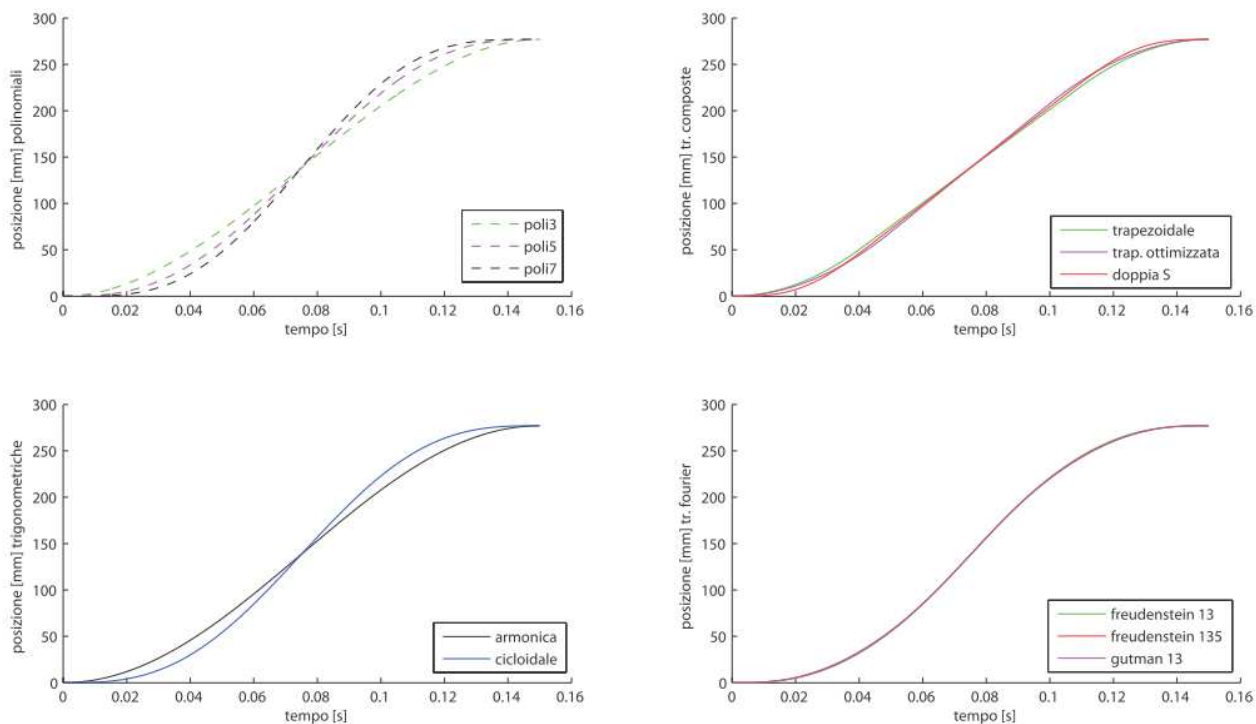 posizione [mm] polinomiali
300
250
200
150
100
50
0
0 0.02 0.04 0.06 0.08 0.1 0.12 0.14 0.16
tempo [s]
poli3
poli5
poli7
posizione [mm] tr. composte
300
250
200
150
100
50
0
0 0.02 0.04 0.06 0.08 0.1 0.12 0.14 0.16
tempo [s]
trapezoidale
trap. ottimizzata
doppia S
posizione [mm] trigonometriche
300
250
200
150
100
50
0
0 0.02 0.04 0.06 0.08 0.1 0.12 0.14 0.16
tempo [s]
armonica
cicloidale
posizione [mm] tr. fourier
300
250
200
150
100
50
0
0 0.02 0.04 0.06 0.08 0.1 0.12 0.14 0.16
tempo [s]
freudenstein 13
freudenstein 135
gutman 13